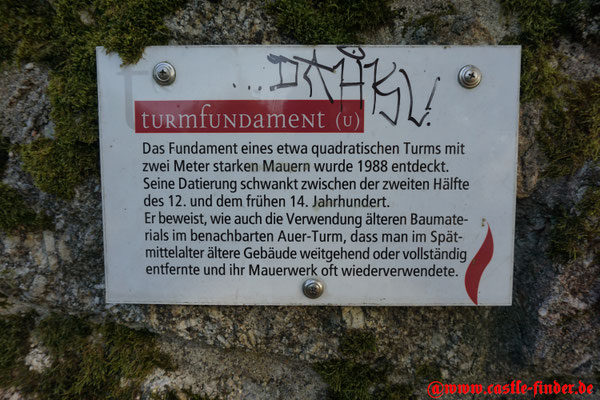 TURMFUNDAMENT (U)
Das Fundament eines etwa quadratischen Turms mit
zwei Meter starken Mauern wurde 1988 entdeckt.
Seine Datierung schwankt zwischen der zweiten Hälfte
des 12. und dem frühen 14. Jahrhundert.
Er beweist, wie auch die Verwendung älteren Baumate-
rials im benachbarten Auer-Turm, dass man im Spät-
mittelalter ältere Gebäude weitgehend oder vollständig
entfernte und ihr Mauerwerk oft wiederverwendete.
@www.castle-finder.de